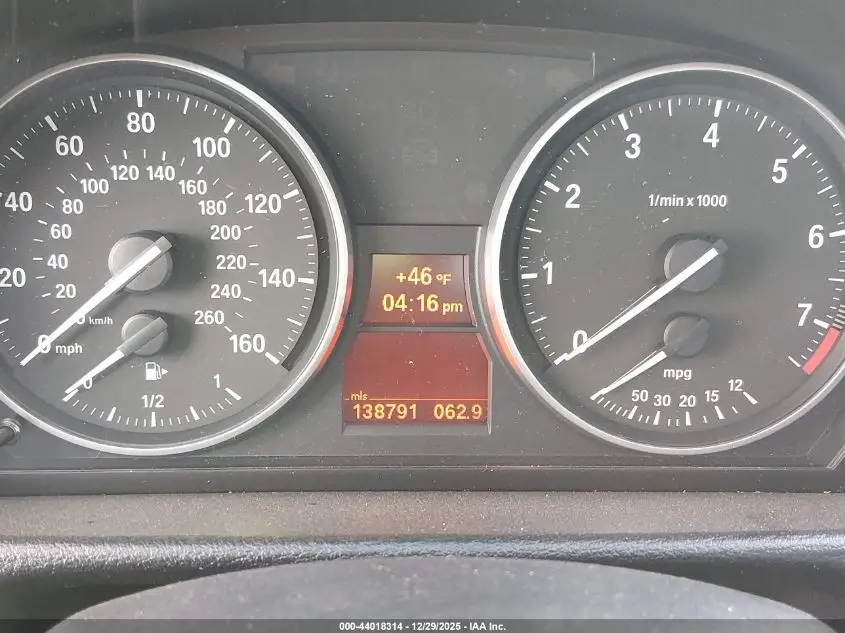 20 40 60 80 100 120 140 160
20 40 60 80 100 120 140 160 180 200 220 240 260
km/h
0 mph
0 1/2 1
+46 °F
04:16 pm
mls
138791 062.9
0 1 2 3 4 5 6 7
1/min x 1000
mpg
50 30 20 15 12
000-44018314 - 12/29/2025 - IAA Inc.